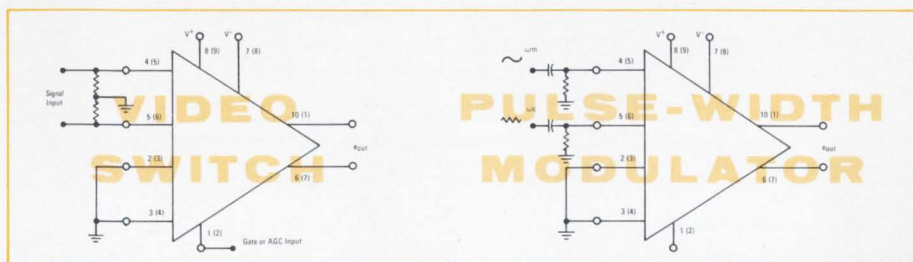 V+
V-
8 (9)
7 (8)
4 (5)
Signal
Input
VIDEO
SWITCH
5 (6)
10 (1)
eout
2 (3)
6 (7)
3 (4)
1 (2)
Gate or AGC Input
V+
V-
ωm
8 (9)
7 (8)
4 (5)
PULSE-WIDTH
MODULATOR
ωc
5 (6)
10 (1)
eout
2 (3)
6 (7)
3 (4)
1 (2)